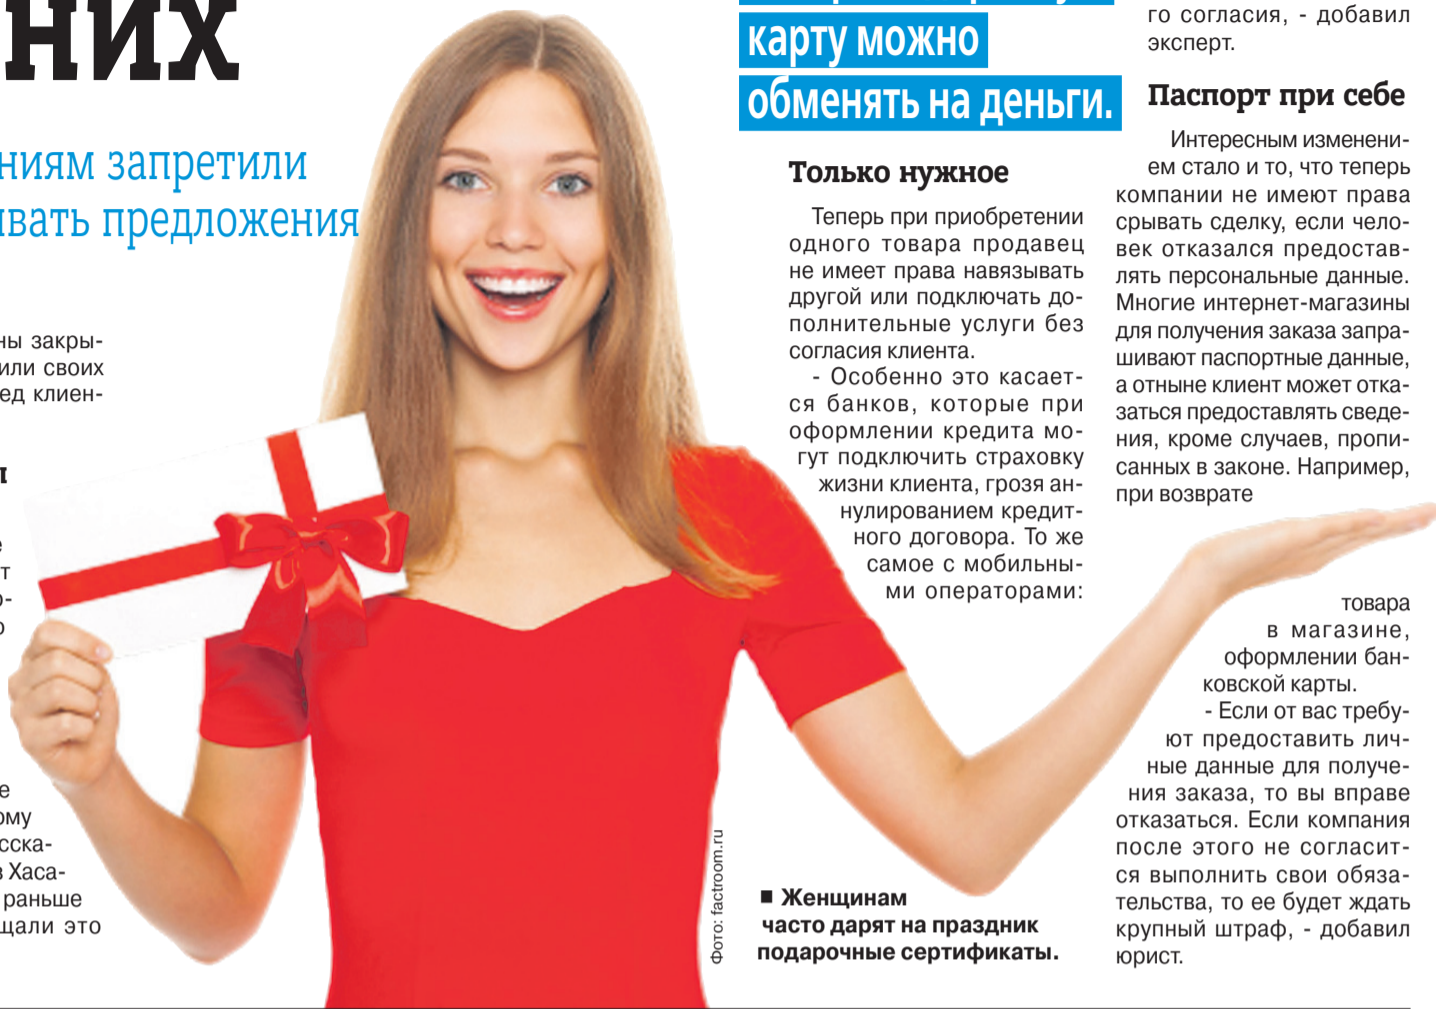 них
ниям запретили
ивать предложения
ны закры-
или своих
ед клиен-
е
т
о-
е
ому
сска-
в Хаса-
раньше
щали это
карту можно
обменять на деньги.
Только нужное
Теперь при приобретении
одного товара продавец
не имеет права навязывать
другой или подключать до-
полнительные услуги без
согласия клиента.
- Особенно это касает-
ся банков, которые при
оформлении кредита мо-
гут подключить страховку
жизни клиента, грозя ан-
нулированием кредит-
ного договора. То же
самое с мобильны-
ми операторами:
Фото: factroom.ru
■ Женщинам
часто дарят на праздник
подарочные сертификаты.
го согласия, - добавил
эксперт.
Паспорт при себе
Интересным изменени-
ем стало и то, что теперь
компании не имеют права
срывать сделку, если чело-
век отказался предостав-
лять персональные данные.
Многие интернет-магазины
для получения заказа запра-
шивают паспортные данные,
а отныне клиент может отка-
заться предоставлять сведе-
ния, кроме случаев, пропи-
санных в законе. Например,
при возврате
товара
в магазине,
оформлении бан-
ковской карты.
- Если от вас требу-
ют предоставить лич-
ные данные для получе-
ния заказа, то вы вправе
отказаться. Если компания
после этого не согласит-
ся выполнить свои обяза-
тельства, то ее будет ждать
крупный штраф, - добавил
юрист.